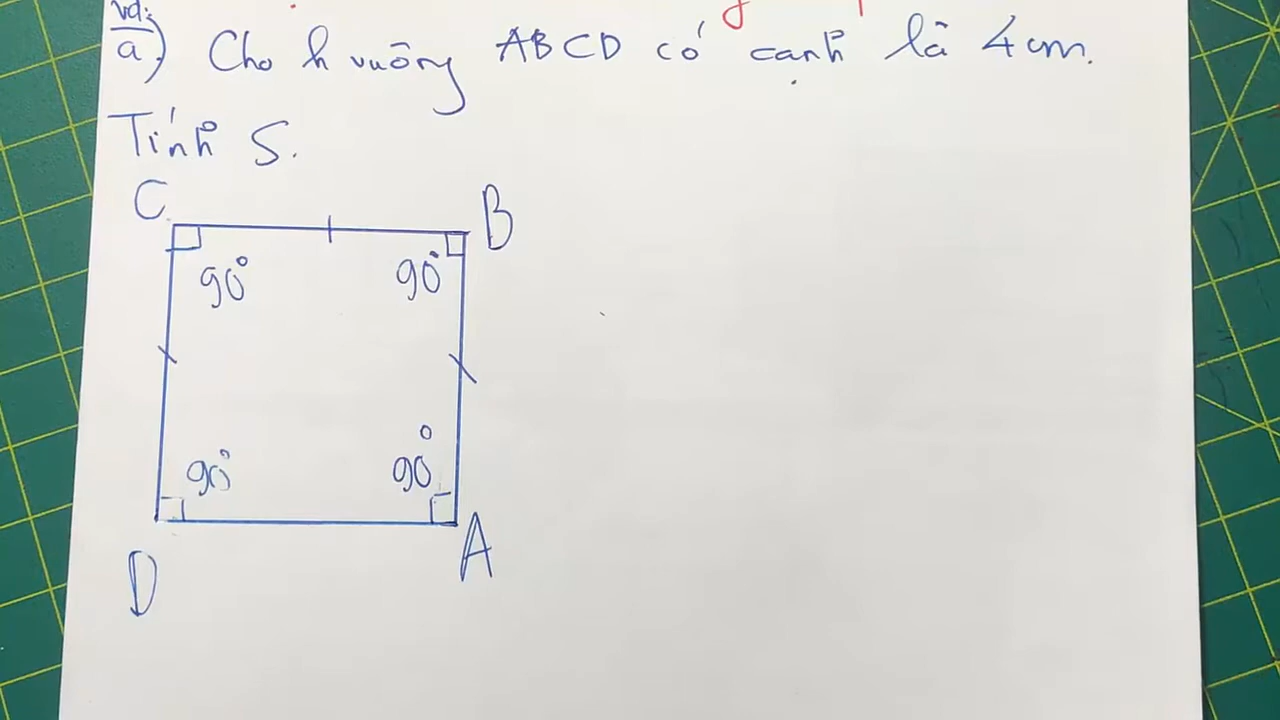 vd:
a) Cho h vuông ABCD có cạnh là 4cm.
Tính S.
C B
90° 90°
90° 90°
D A